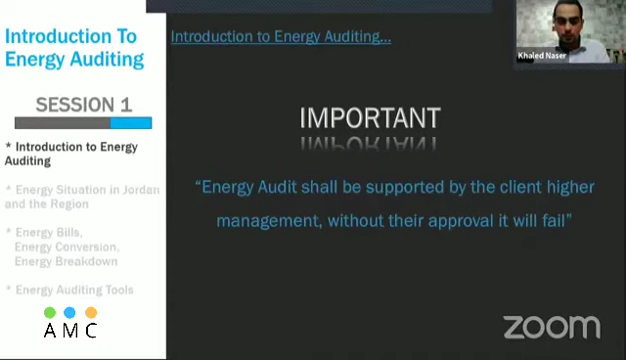 Introduction To
Energy Auditing
SESSION 1
* Introduction to Energy
Auditing
* Energy Situation in Jordan
and the Region
* Energy Bills,
Energy Conversion,
Energy Breakdown
* Energy Auditing Tools
AMC
Introduction to Energy Auditing...
IMPORTANT
“Energy Audit shall be supported by the client higher
management, without their approval it will fail”
Khaled Naser
zoom